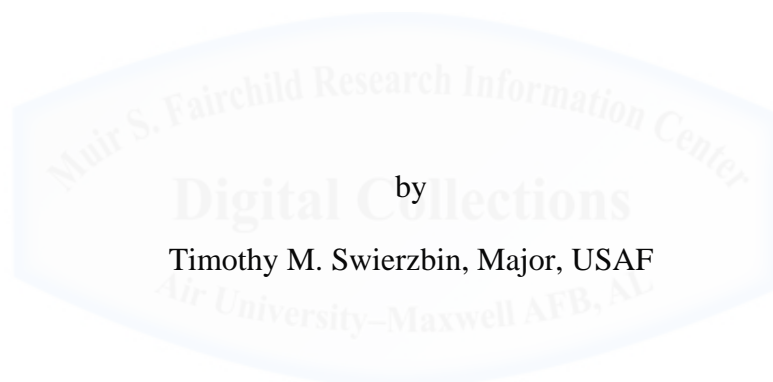 Muir S. Fairchild Research Information Center
Digital Collections
by
Timothy M. Swierzbin, Major, USAF
Air University–Maxwell AFB, AL